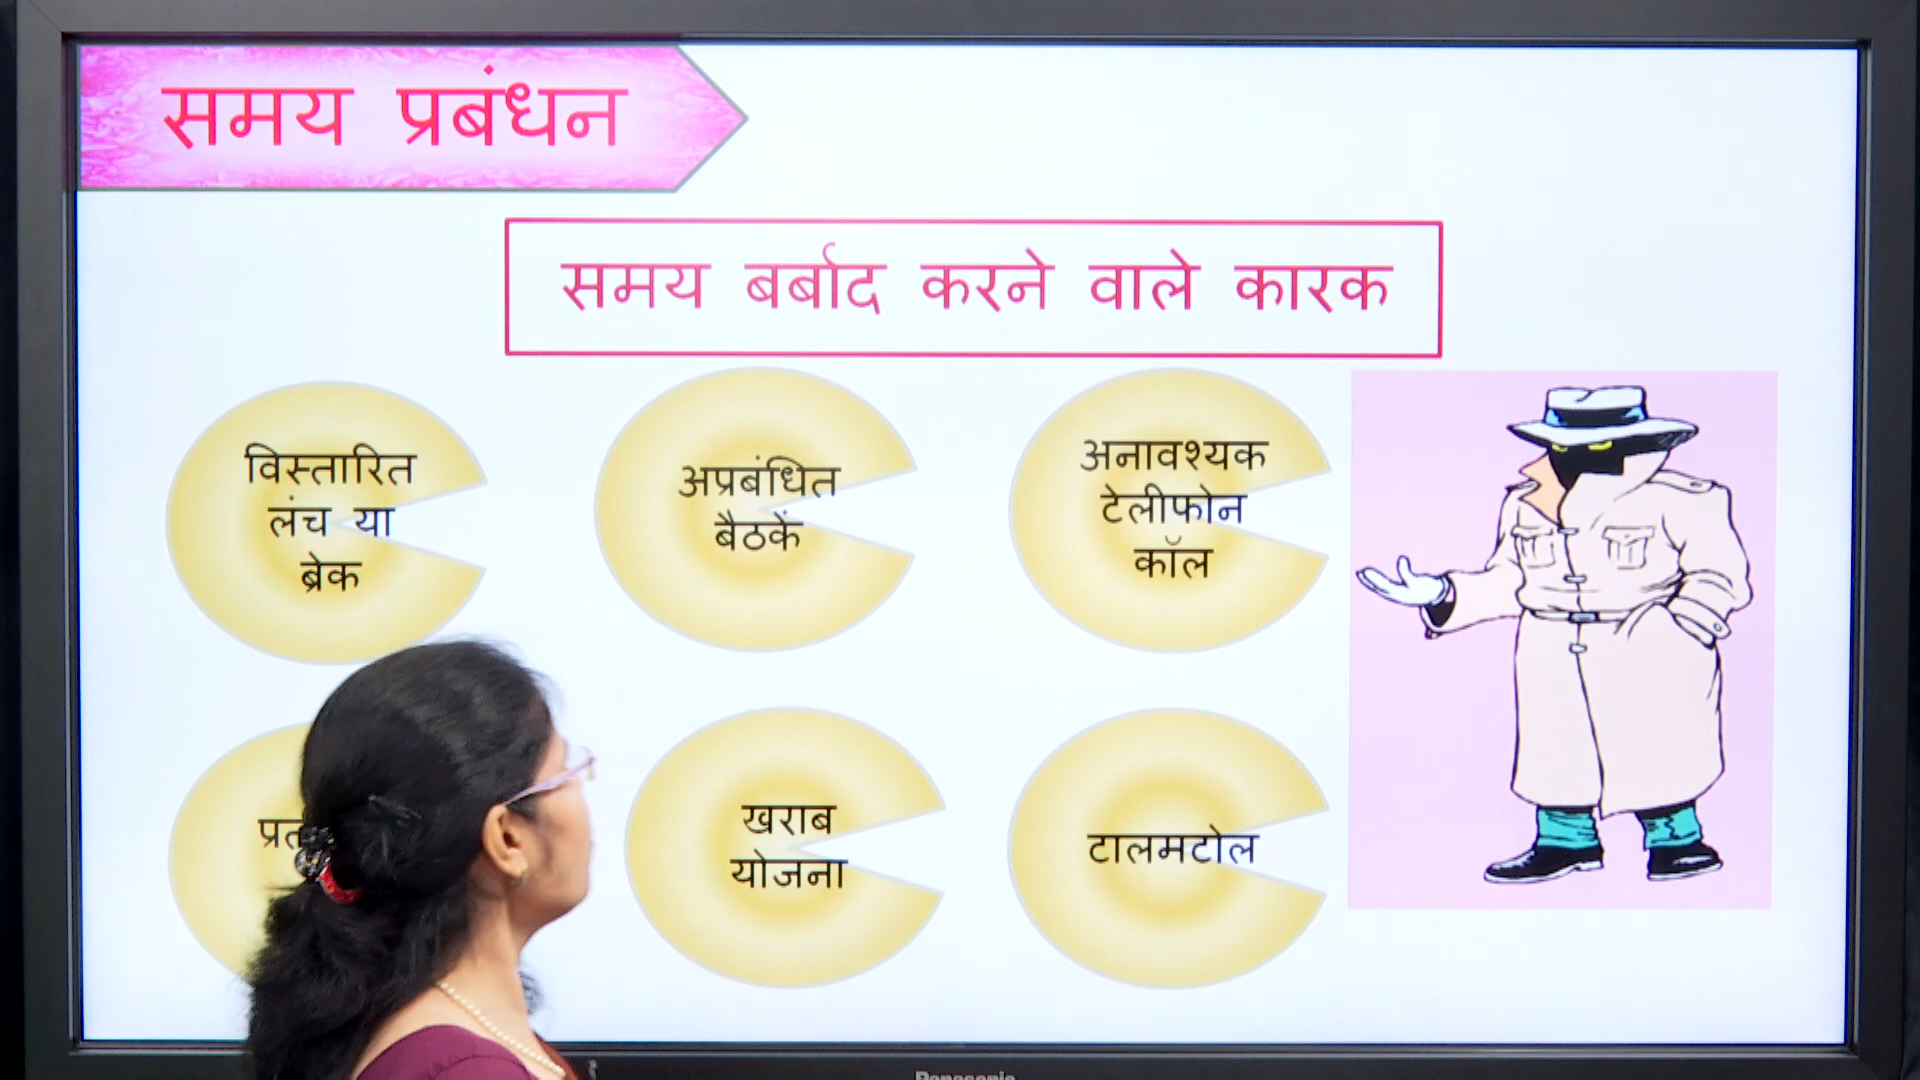 समय प्रबंधन
समय बर्बाद करने वाले कारक
विस्तारित
लंच या
ब्रेक
अप्रबंधित
बैठकें
अनावश्यक
टेलीफोन
कॉल
खराब
योजना
टालमटोल